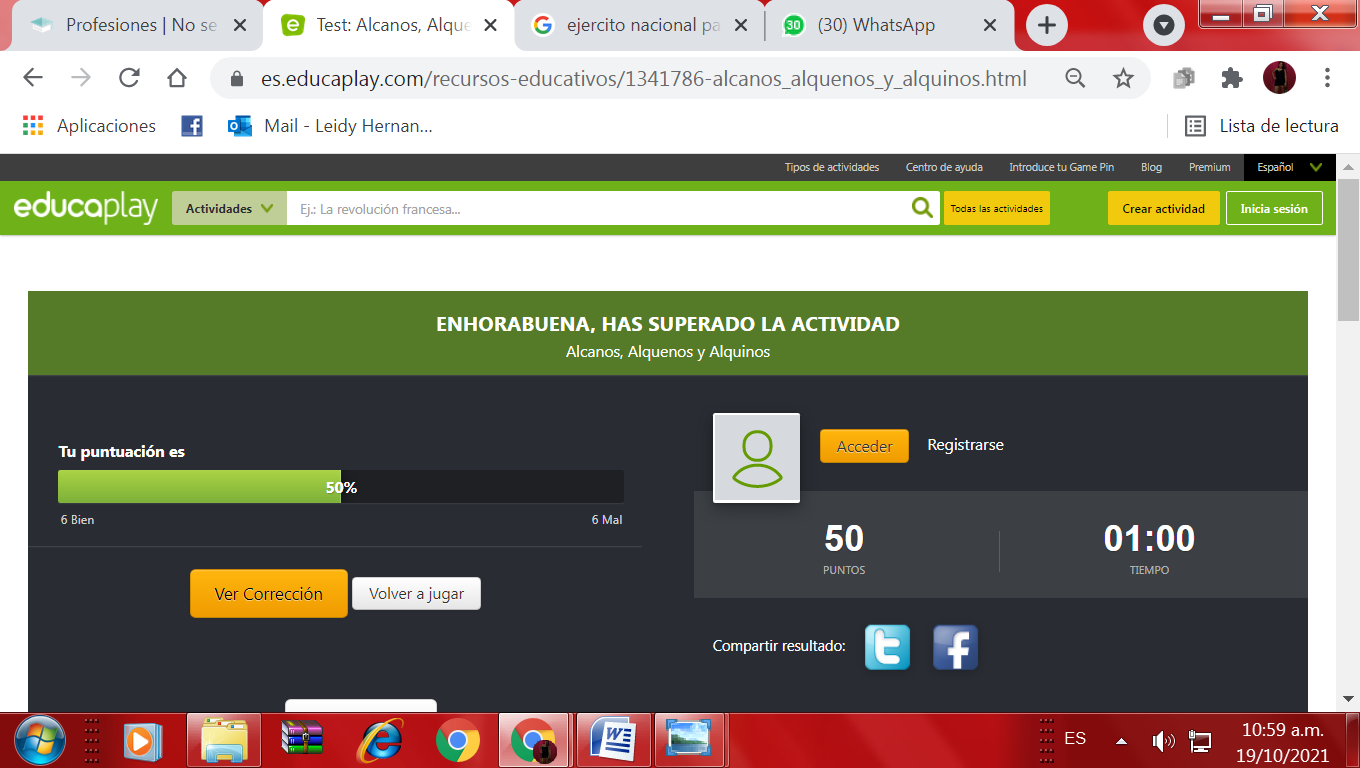 Profesiones | No se
Test: Alcanos, Alque
ejercito nacional pa
30
(30) WhatsApp
es.educaplay.com/recursos-educativos/1341786-alcanos_alquenos_y_alquinos.html
Aplicaciones
Mail - Leidy Hernan...
Lista de lectura
Tipos de actividades
Centro de ayuda
Introduce tu Game Pin
Blog
Premium
Español
educaplay
Actividades
Ej.: La revolución francesa...
Todas las actividades
Crear actividad
Inicia sesión
ENHORABUENA, HAS SUPERADO LA ACTIVIDAD
Alcanos, Alquenos y Alquinos
Tu puntuación es
50%
6 Bien
6 Mal
Ver Corrección
Volver a jugar
Acceder
Registrarse
50
PUNTOS
01:00
TIEMPO
Compartir resultado:
ES
10:59 a.m.
19/10/2021